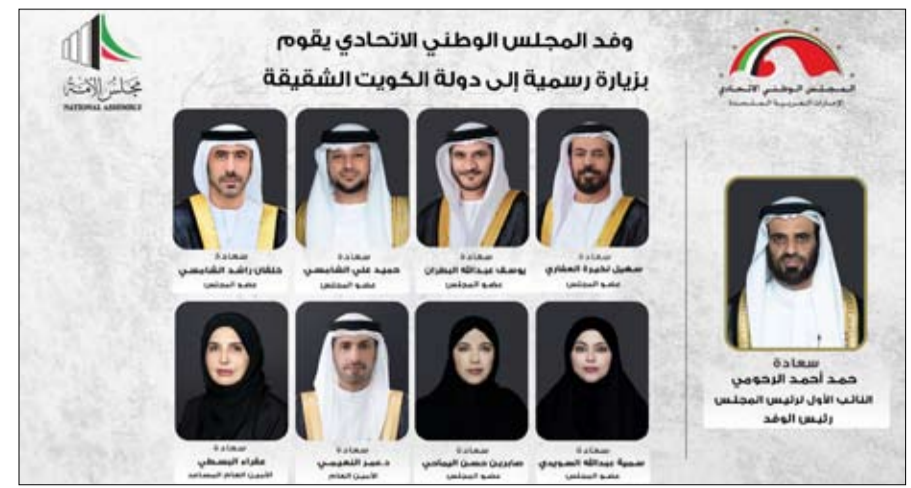 وفد المجلس الوطني الاتحادي يقوم
بزيارة رسمية إلى دولة الكويت الشقيقة
المجلس الوطني الاتحادي
الإمارات العربية المتحدة
مجلس الأمة
NATIONAL ASSEMBLY
سعادة
حمد أحمد الرحومي
النائب الأول لرئيس المجلس
رئيس الوفد
سعادة
سهيل نخيرة العفاري
عضو المجلس
سعادة
يوسف عبدالله البطران
عضو المجلس
سعادة
حميد علي الشامسي
عضو المجلس
سعادة
خلفان راشد الشامسي
عضو المجلس
سعادة
سمية عبدالله السويدي
عضو المجلس
سعادة
صابرين حسن اليماحي
عضو المجلس
سعادة
د.عمر النعيمي
الأمين العام
سعادة
عفراء البسطي
الأمين العام المساعد